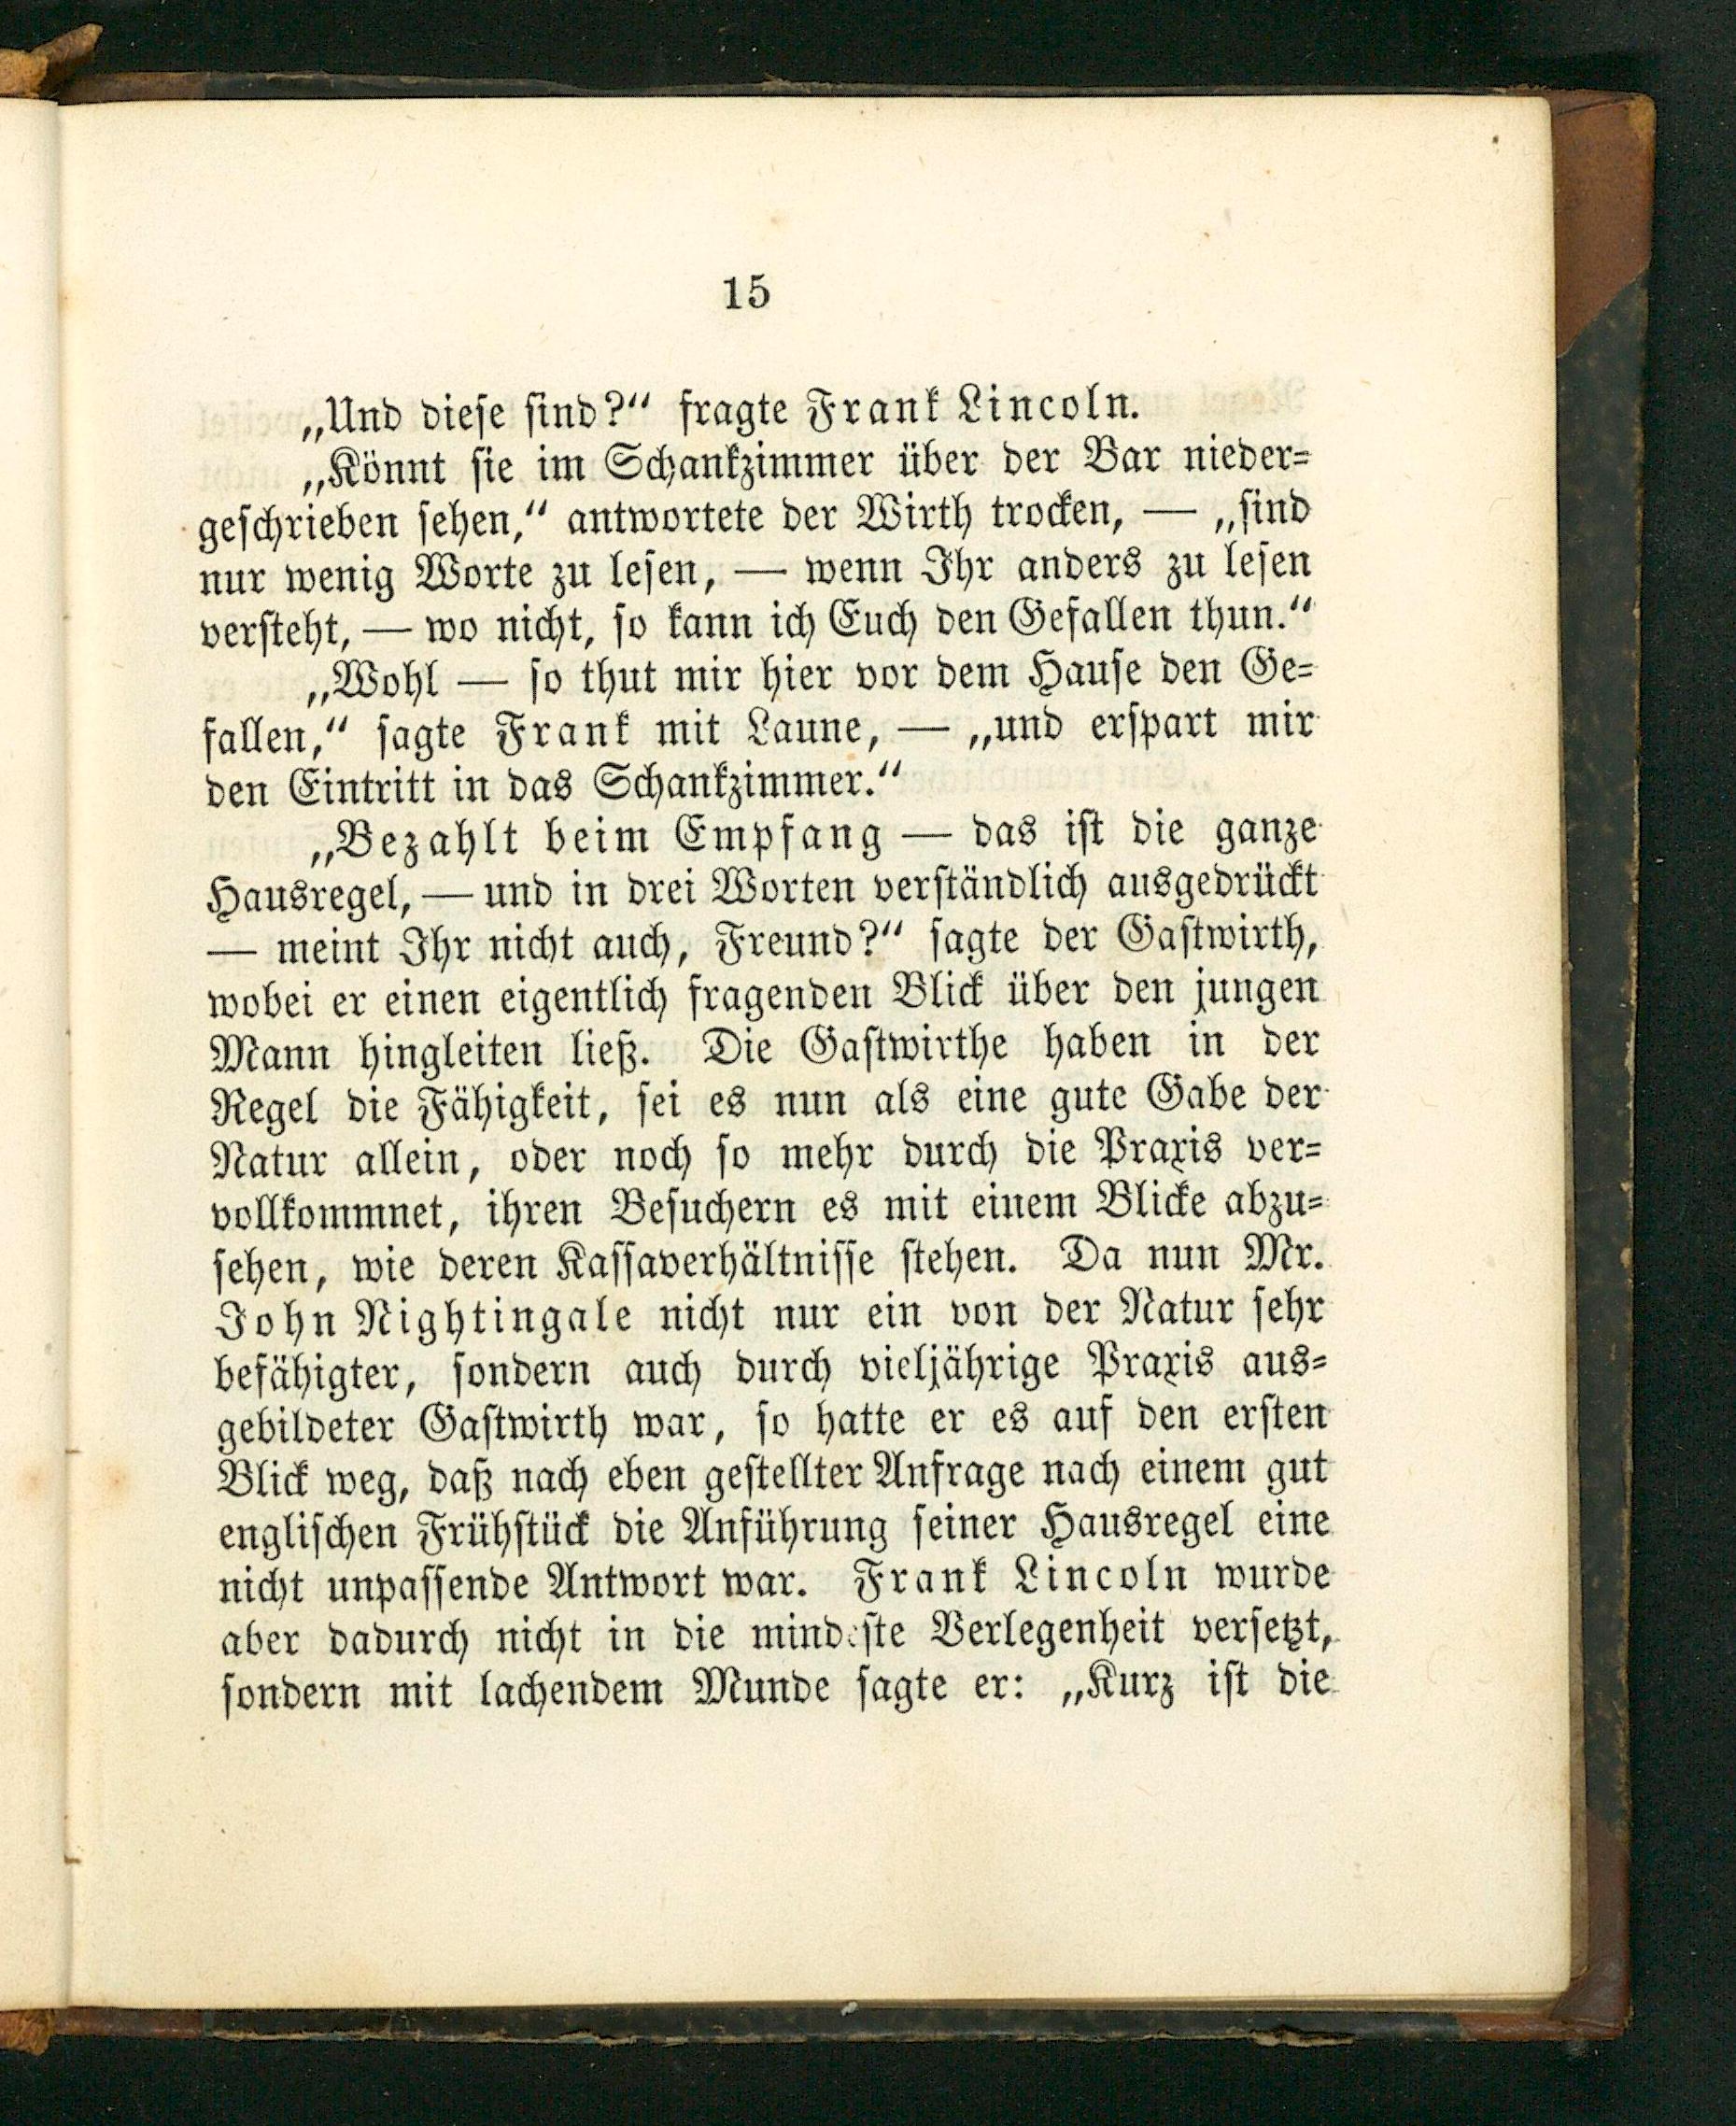 15
„Und diese sind?“ fragte Frank Lincoln.
„Könnt sie im Schankzimmer über der Bar nieder=
geschrieben sehen,“ antwortete der Wirth trocken, — „sind
nur wenig Worte zu lesen, — wenn Ihr anders zu lesen
versteht, — wo nicht, so kann ich Euch den Gefallen thun.“
„Wohl — so thut mir hier vor dem Hause den Ge=
fallen,“ sagte Frank mit Laune, — „und erspart mir
den Eintritt in das Schankzimmer.“
„Bezahlt beim Empfang — das ist die ganze
Hausregel, — und in drei Worten verständlich ausgedrückt
— meint Ihr nicht auch, Freund?“ sagte der Gastwirth,
wobei er einen eigentlich fragenden Blick über den jungen
Mann hingleiten ließ. Die Gastwirthe haben in der
Regel die Fähigkeit, sei es nun als eine gute Gabe der
Natur allein, oder noch so mehr durch die Praxis ver=
vollkommnet, ihren Besuchern es mit einem Blicke abzu=
sehen, wie deren Kassaverhältnisse stehen. Da nun Mr.
John Nightingale nicht nur ein von der Natur sehr
befähigter, sondern auch durch vieljährige Praxis aus=
gebildeter Gastwirth war, so hatte er es auf den ersten
Blick weg, daß nach eben gestellter Anfrage nach einem gut
englischen Frühstück die Anführung seiner Hausregel eine
nicht unpassende Antwort war. Frank Lincoln wurde
aber dadurch nicht in die mindeste Verlegenheit versetzt,
sondern mit lachendem Munde sagte er: „Kurz ist die